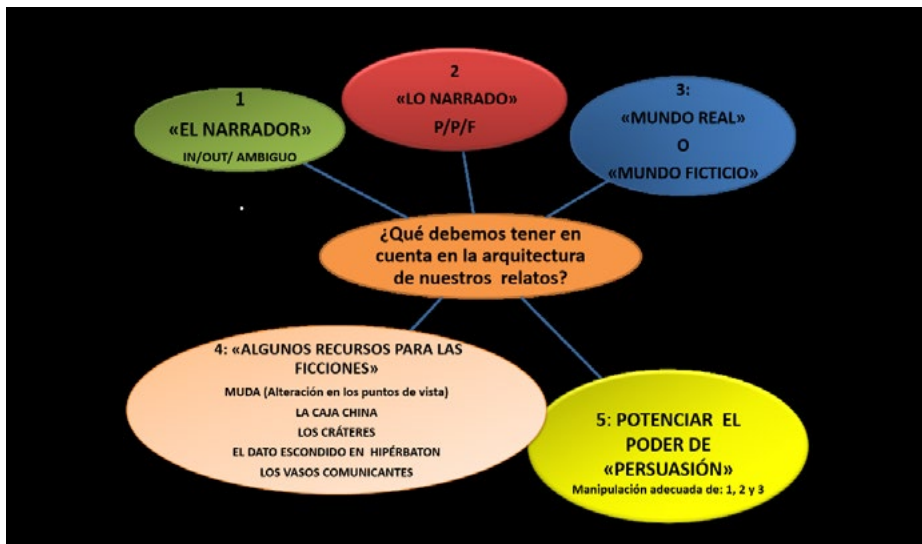 1
«EL NARRADOR»
IN/OUT/ AMBIGUO
2
«LO NARRADO»
P/P/F
3:
«MUNDO REAL»
O
«MUNDO FICTICIO»
¿Qué debemos tener en
cuenta en la arquitectura
de nuestros relatos?
4: «ALGUNOS RECURSOS PARA LAS
FICCIONES»
MUDA (Alteración en los puntos de vista)
LA CAJA CHINA
LOS CRÁTERES
EL DATO ESCONDIDO EN HIPÉRBATON
LOS VASOS COMUNICANTES
5: POTENCIAR EL
PODER DE
«PERSUASIÓN»
Manipulación adecuada de: 1, 2 y 3